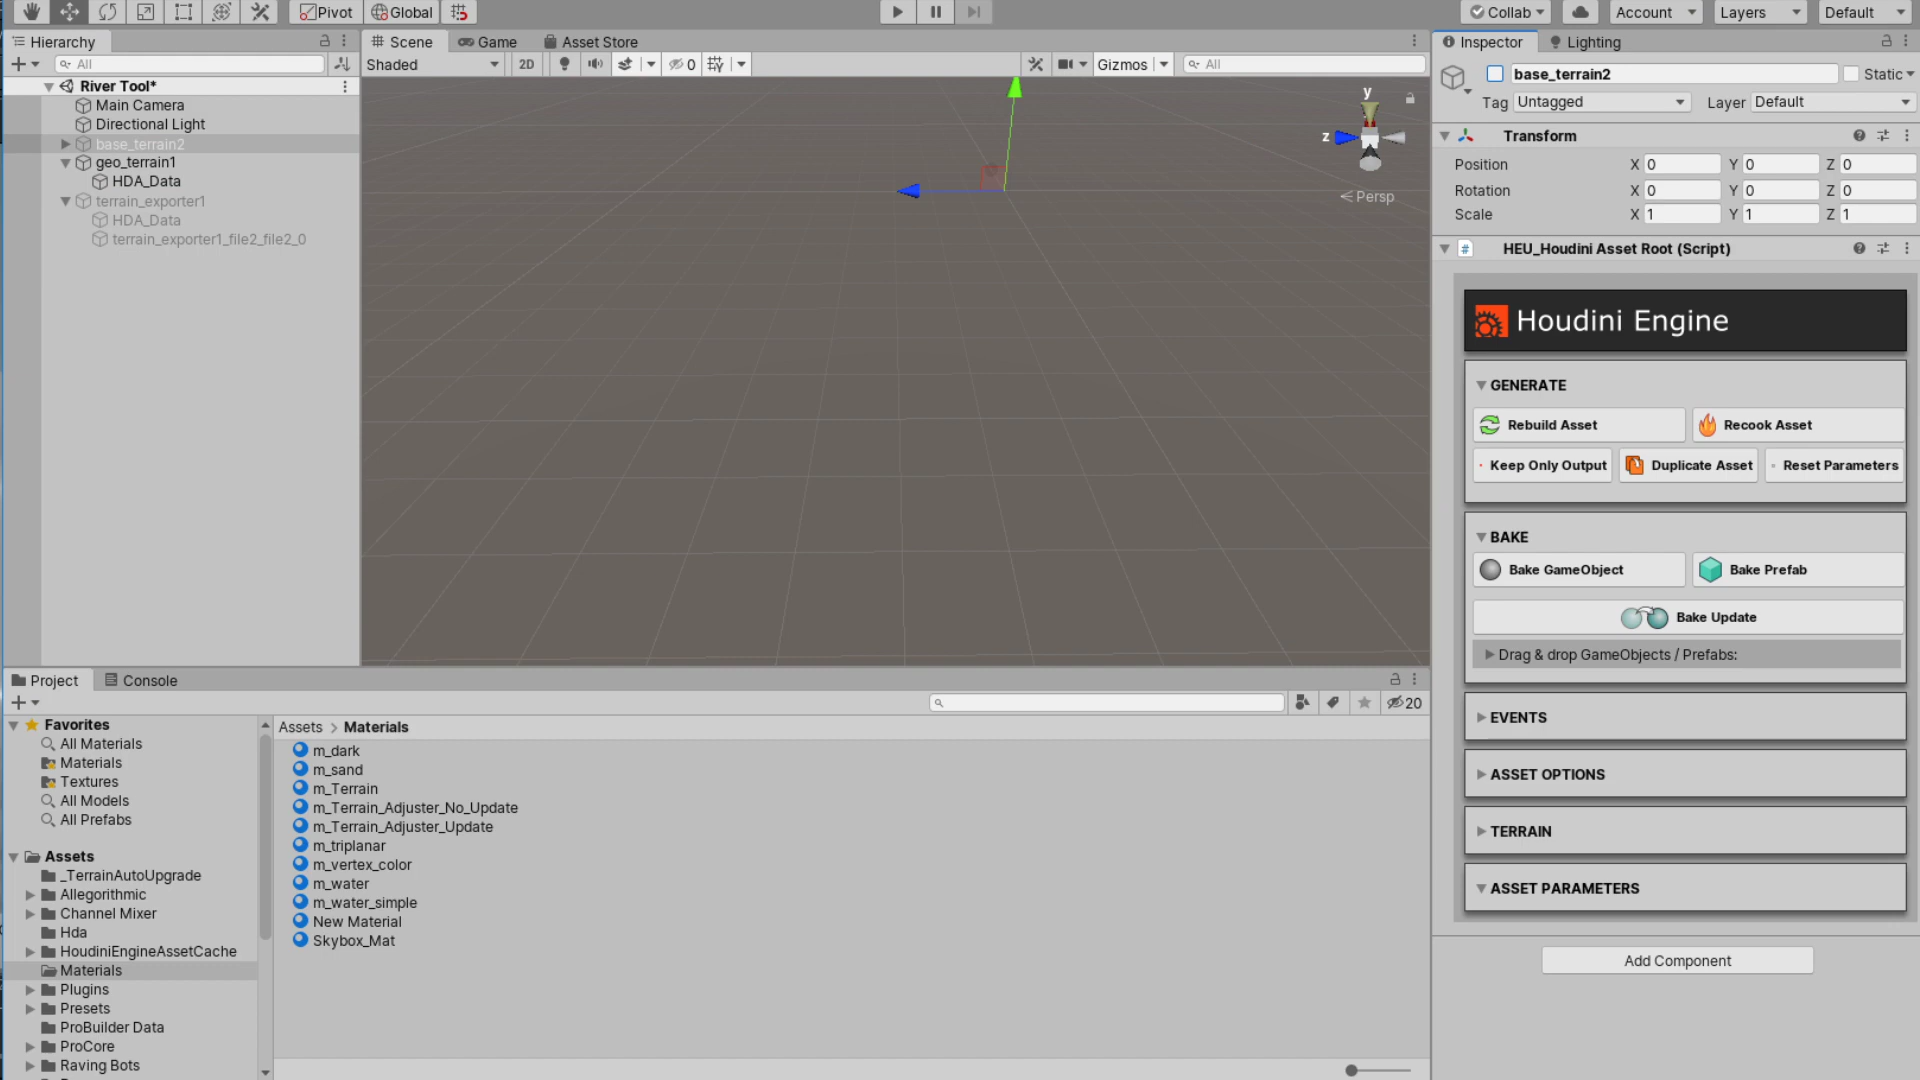 Pivot
Global
Collab
Account
Layers
Default
Hierarchy
Scene
Game
Asset Store
Inspector
Lighting
All
Shaded
2D
0
Gizmos
All
base_terrain2
Static
Tag
Untagged
Layer
Default
River Tool*
Main Camera
Directional Light
base_terrain2
geo_terrain1
HDA_Data
terrain_exporter1
HDA_Data
terrain_exporter1_file2_file2_0
y
z
Persp
Transform
Position X 0 Y 0 Z 0
Rotation X 0 Y 0 Z 0
Scale X 1 Y 1 Z 1
HEU_Houdini Asset Root (Script)
Houdini Engine
GENERATE
Rebuild Asset
Recook Asset
Keep Only Output
Duplicate Asset
Reset Parameters
BAKE
Bake GameObject
Bake Prefab
Bake Update
Drag & drop GameObjects / Prefabs:
EVENTS
ASSET OPTIONS
TERRAIN
ASSET PARAMETERS
Add Component
Project
Console
20
Favorites
All Materials
Materials
Textures
All Models
All Prefabs
Assets
_TerrainAutoUpgrade
Allegorithmic
Channel Mixer
Hda
HoudiniEngineAssetCache
Materials
Plugins
Presets
ProBuilder Data
ProCore
Raving Bots
Assets > Materials
m_dark
m_sand
m_Terrain
m_Terrain_Adjuster_No_Update
m_Terrain_Adjuster_Update
m_triplanar
m_vertex_color
m_water
m_water_simple
New Material
Skybox_Mat